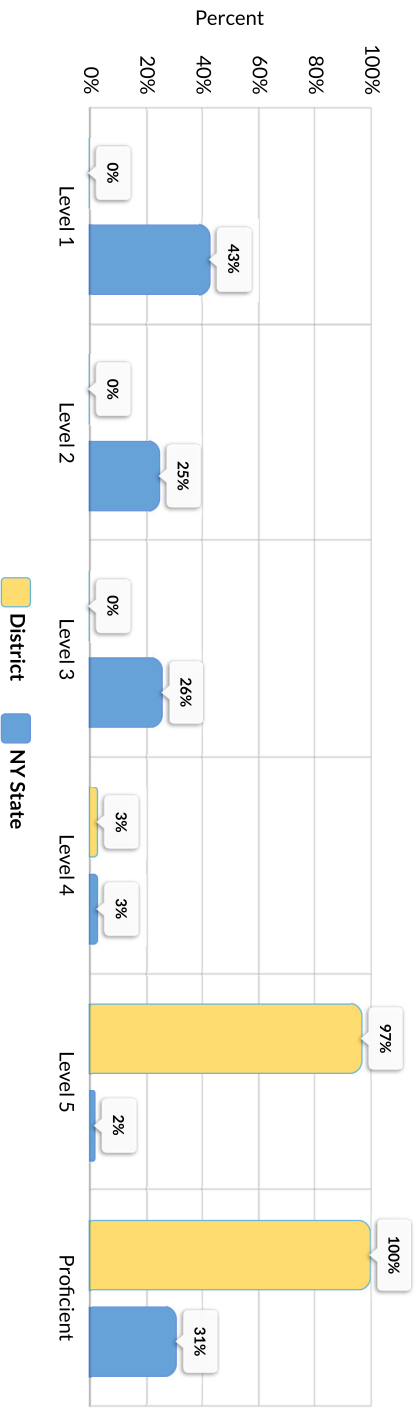 Percent
100%
80%
60%
40%
20%
0%
0%
43%
0%
25%
0%
26%
3%
3%
97%
2%
100%
31%
Level 1
Level 2
Level 3
Level 4
Level 5
Proficient
District
NY State